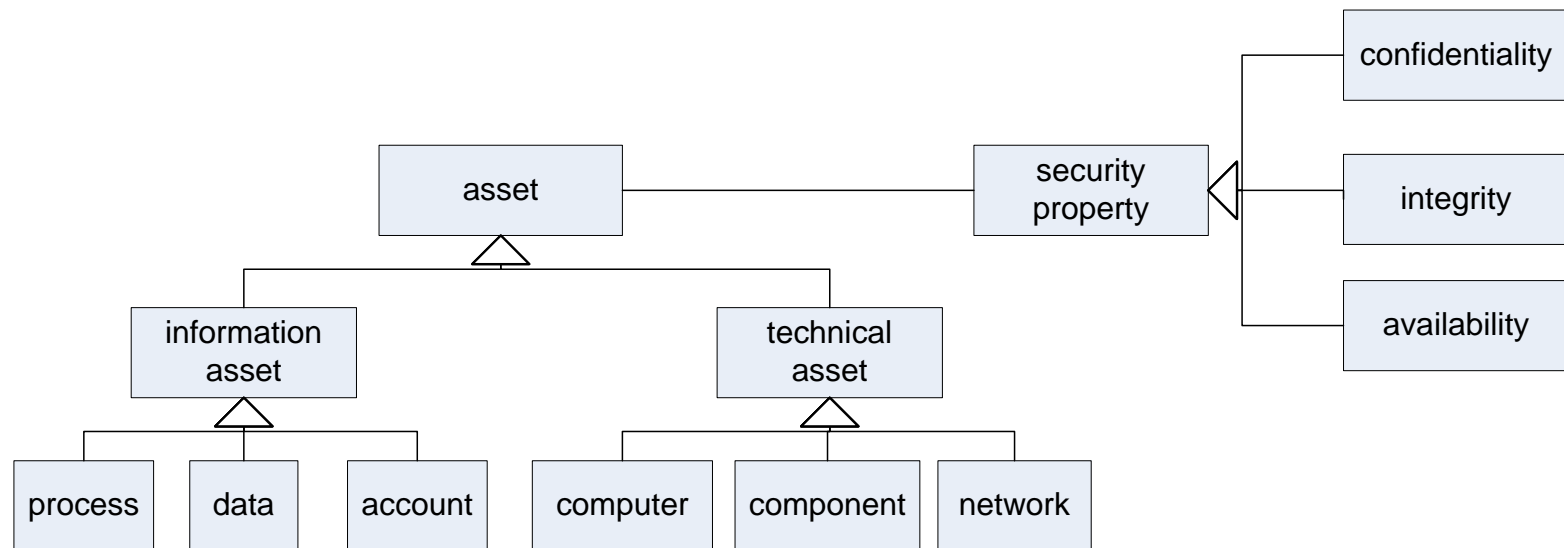 confidentiality
asset
security
property
integrity
information
asset
technical
asset
availability
process
data
account
computer
component
network